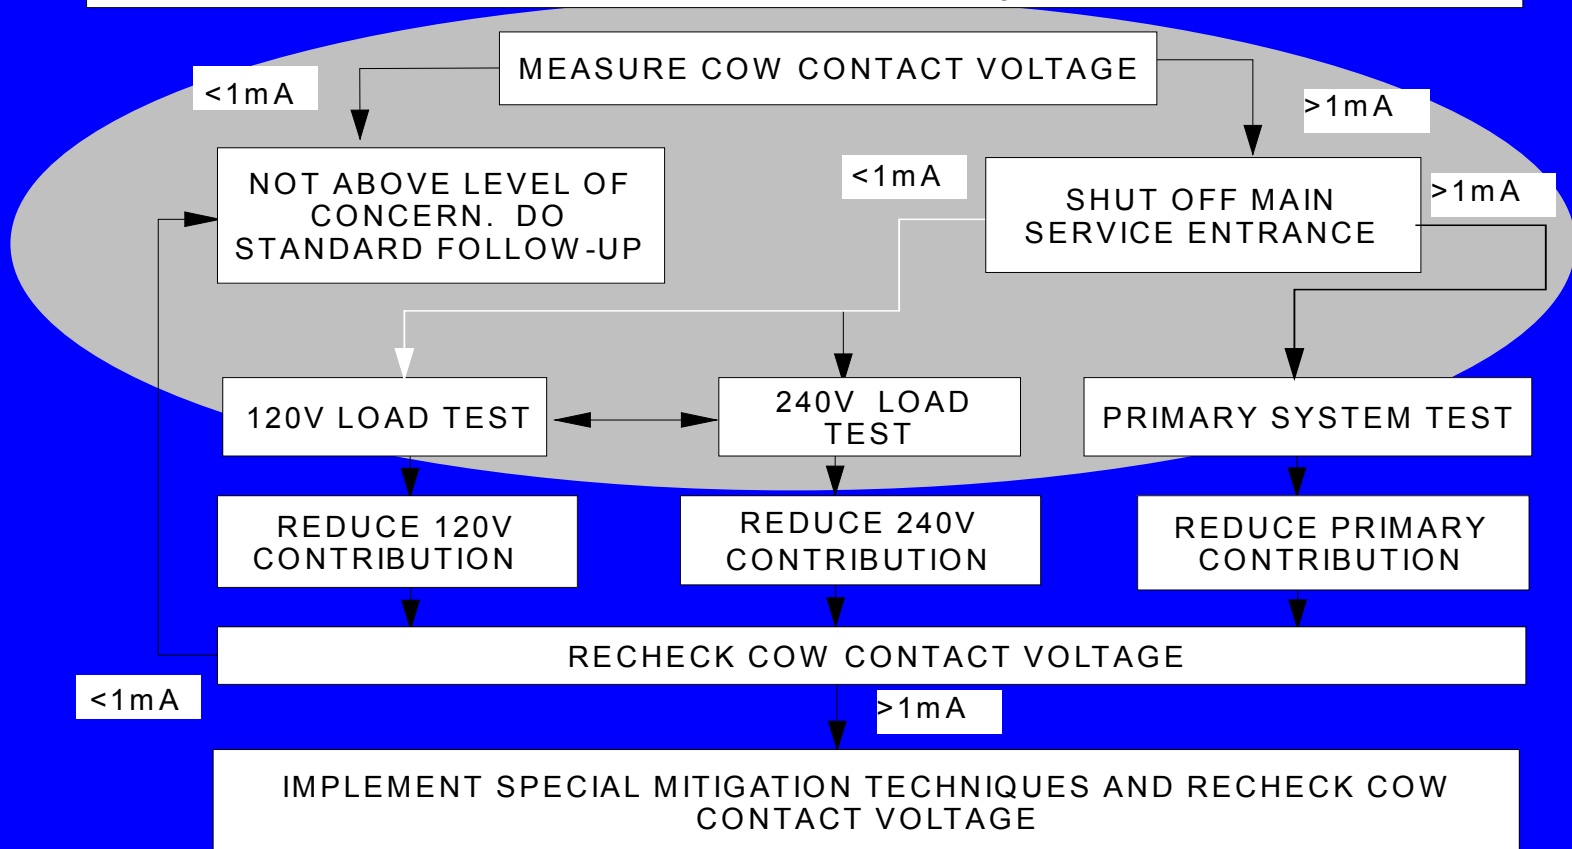 MEASURE COW CONTACT VOLTAGE
<1mA
>1mA
NOT ABOVE LEVEL OF
CONCERN. DO
STANDARD FOLLOW-UP
<1mA
SHUT OFF MAIN
SERVICE ENTRANCE
>1mA
120V LOAD TEST
240V LOAD
TEST
PRIMARY SYSTEM TEST
REDUCE 120V
CONTRIBUTION
REDUCE 240V
CONTRIBUTION
REDUCE PRIMARY
CONTRIBUTION
RECHECK COW CONTACT VOLTAGE
<1mA
>1mA
IMPLEMENT SPECIAL MITIGATION TECHNIQUES AND RECHECK COW
CONTACT VOLTAGE